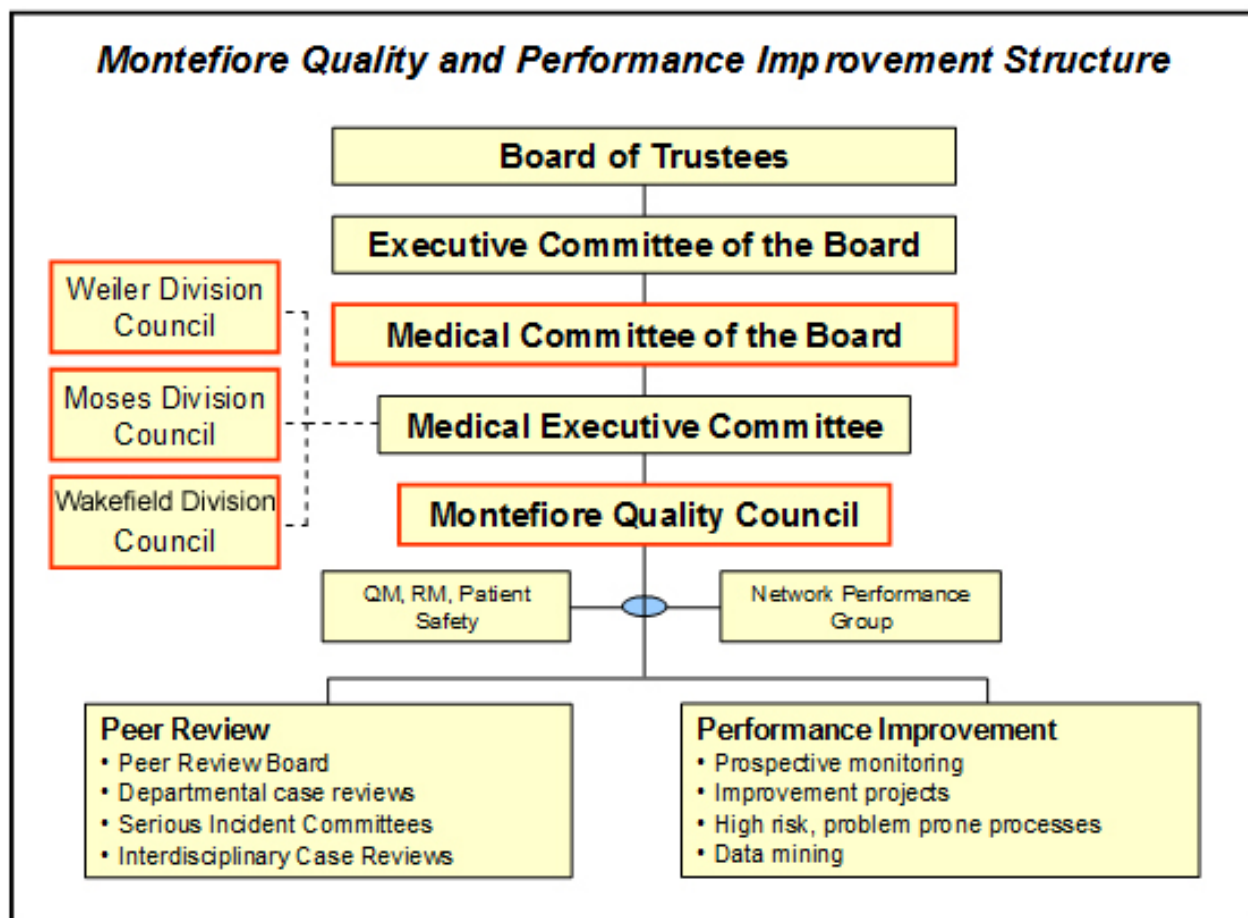 Montefiore Quality and Performance Improvement Structure
Board of Trustees
Executive Committee of the Board
Weiler Division
Council
Medical Committee of the Board
Moses Division
Council
Medical Executive Committee
Wakefield Division
Council
Montefiore Quality Council
QM, RM, Patient
Safety
Network Performance
Group
Peer Review
• Peer Review Board
• Departmental case reviews
• Serious Incident Committees
• Interdisciplinary Case Reviews
Performance Improvement
• Prospective monitoring
• Improvement projects
• High risk, problem prone processes
• Data mining